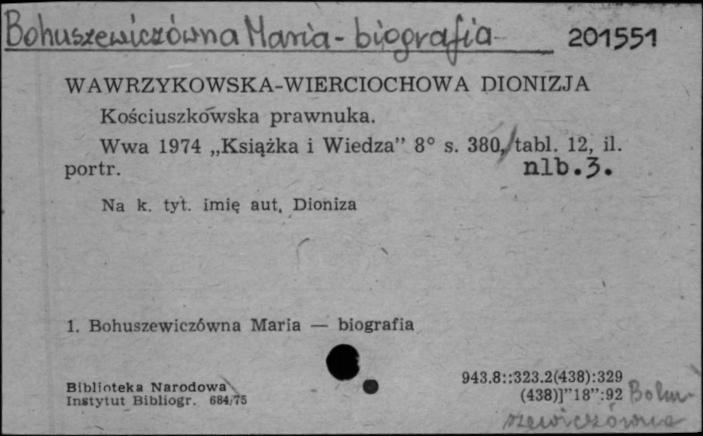 Bohuszewiczówna Maria - biografia 201551
WAWRZYKOWSKA-WIERCIOCHOWA DIONIZJA
Kościuszkowska prawnuka.
Wwa 1974 „Książka i Wiedza” 8° s. 380, tabl. 12, il.
portr. nlb.3.
Na k. tyt. imię aut. Dioniza
1. Bohuszewiczówna Maria — biografia
943.8::323.2(438):329
Biblioteka Narodowa (438)]"18":92 Bohu-
Instytut Bibliogr. 684/75 szewiczówna